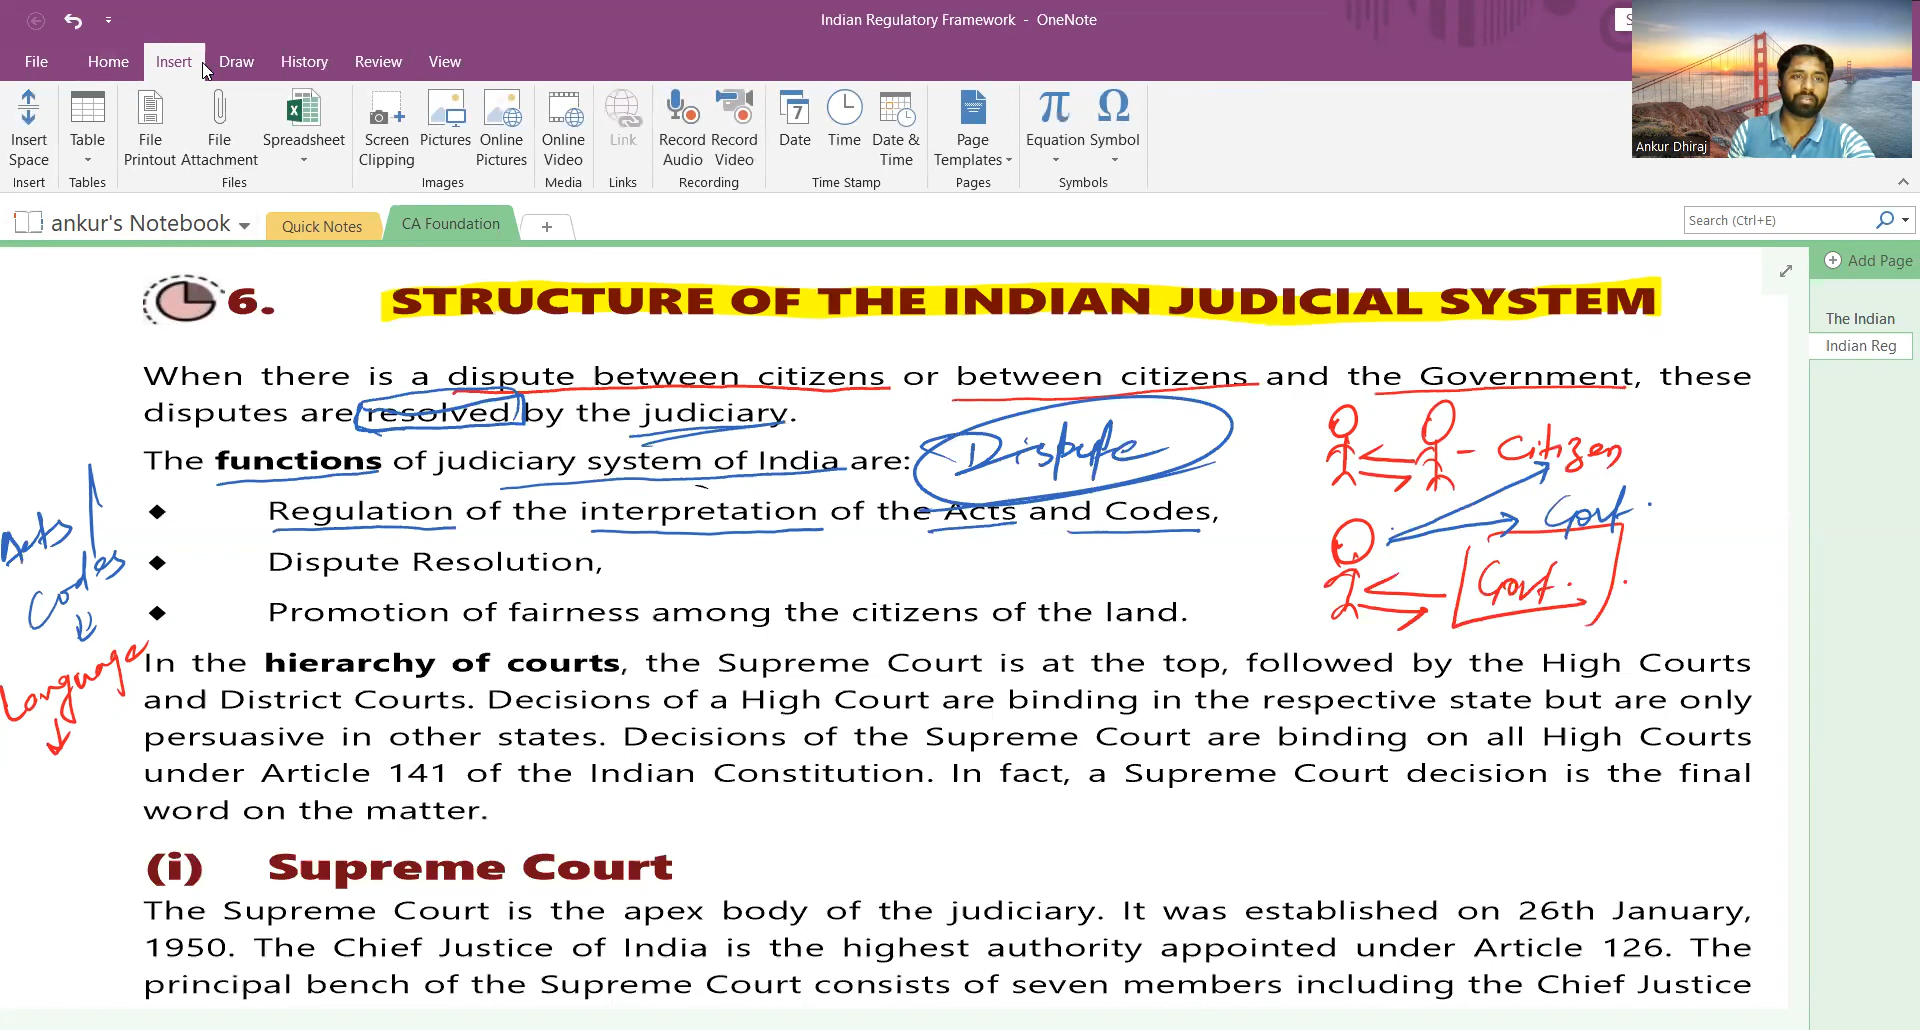 Indian Regulatory Framework - OneNote
File Home Insert Draw History Review View
Insert Space
Table
File Printout
File Attachment
Spreadsheet
Screen Clipping
Pictures
Online Pictures
Online Video
Link
Record Audio
Record Video
Date
Time
Date & Time
Page Templates
Equation
Symbol
Insert Tables Files Images Media Links Recording Time Stamp Pages Symbols
Ankur Dhiraj
ankur's Notebook Quick Notes CA Foundation +
Search (Ctrl+E)
Add Page
The Indian
Indian Reg
6. STRUCTURE OF THE INDIAN JUDICIAL SYSTEM
When there is a dispute between citizens or between citizens and the Government, these
disputes are resolved by the judiciary.
The functions of judiciary system of India are:
Dispute
Citizen
Govt.
Govt.
Regulation of the interpretation of the Acts and Codes,
Dispute Resolution,
Promotion of fairness among the citizens of the land.
Acts
Codes
Language
In the hierarchy of courts, the Supreme Court is at the top, followed by the High Courts
and District Courts. Decisions of a High Court are binding in the respective state but are only
persuasive in other states. Decisions of the Supreme Court are binding on all High Courts
under Article 141 of the Indian Constitution. In fact, a Supreme Court decision is the final
word on the matter.
(i) Supreme Court
The Supreme Court is the apex body of the judiciary. It was established on 26th January,
1950. The Chief Justice of India is the highest authority appointed under Article 126. The
principal bench of the Supreme Court consists of seven members including the Chief Justice